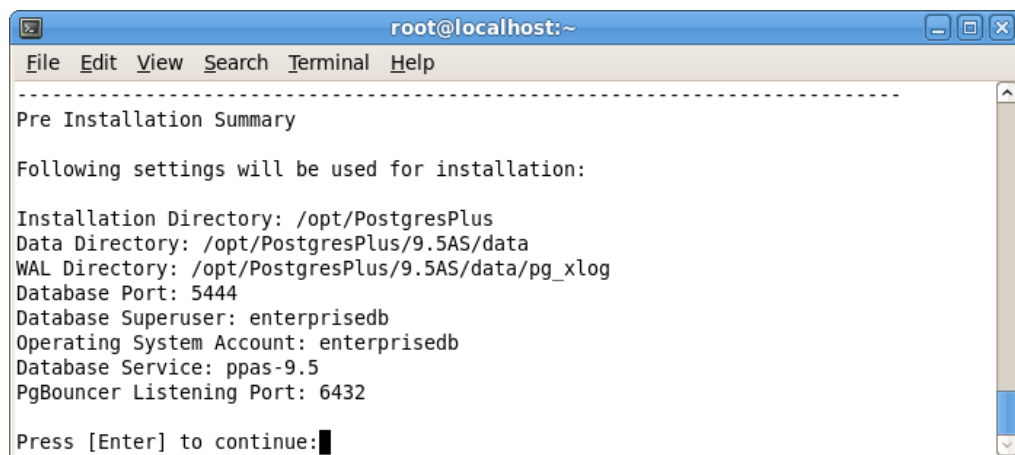 root@localhost:~
File Edit View Search Terminal Help
-----------------------------------------------------------------------------
Pre Installation Summary
Following settings will be used for installation:
Installation Directory: /opt/PostgresPlus
Data Directory: /opt/PostgresPlus/9.5AS/data
WAL Directory: /opt/PostgresPlus/9.5AS/data/pg_xlog
Database Port: 5444
Database Superuser: enterprisedb
Operating System Account: enterprisedb
Database Service: ppas-9.5
PgBouncer Listening Port: 6432
Press [Enter] to continue: